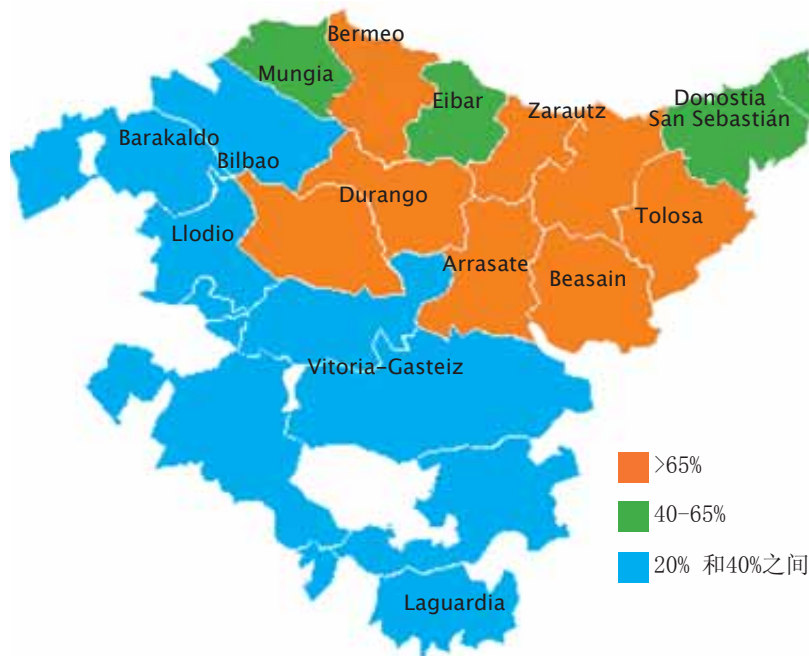 Bermeo
Mungia
Eibar
Zarautz
Donostia
San Sebastián
Barakaldo
Bilbao
Durango
Tolosa
Llodio
Arrasate
Beasain
Vitoria-Gasteiz
>65%
40-65%
20% 和40%之间
Laguardia